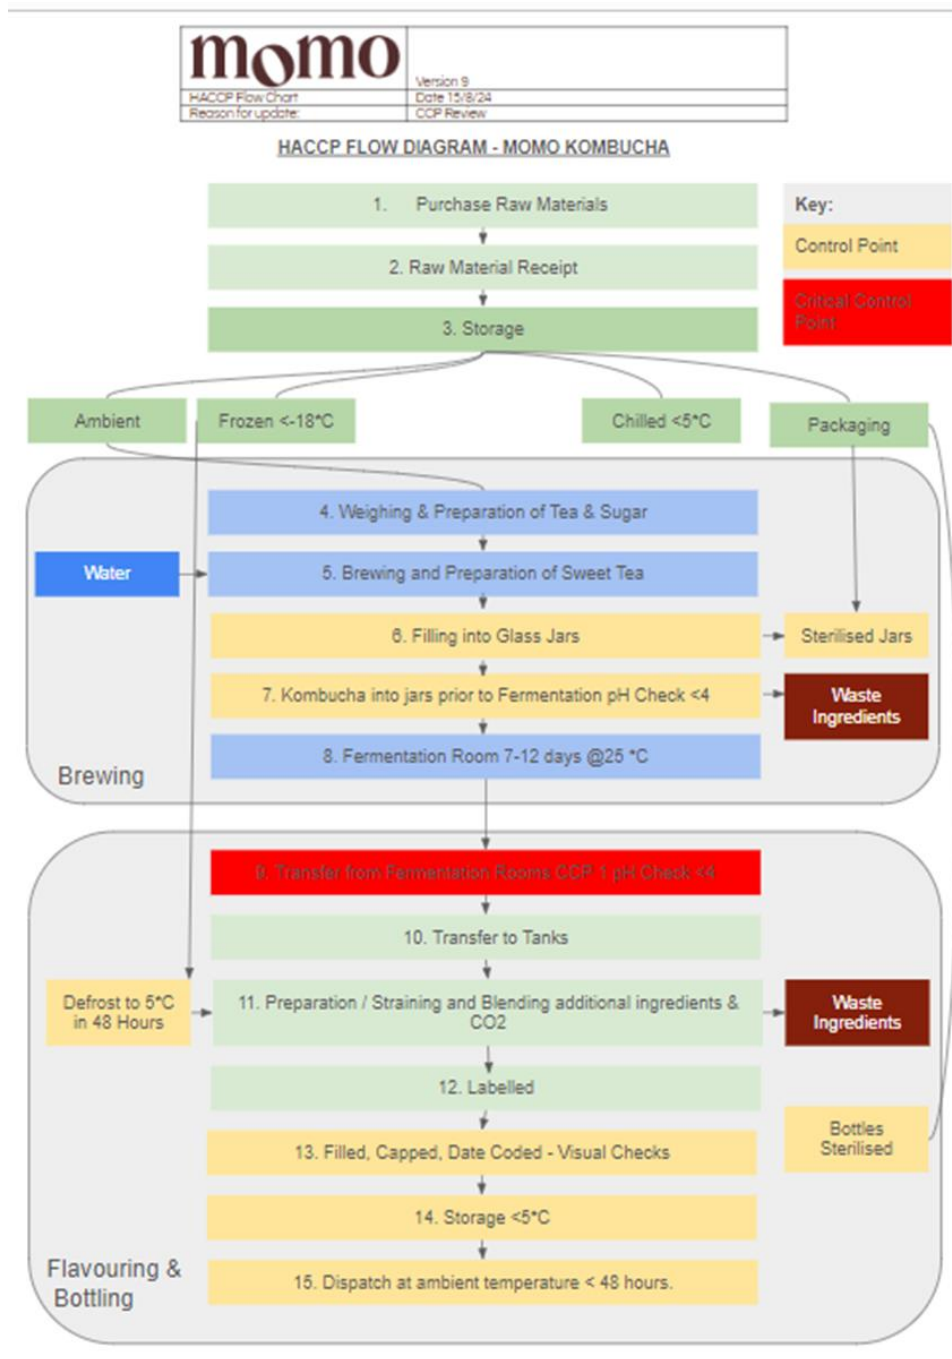 momo
Version 9
HACCP Flow Chart
Date 15/8/24
Reason for update:
CCP Review
HACCP FLOW DIAGRAM - MOMO KOMBUCHA
1. Purchase Raw Materials
Key:
Control Point
2. Raw Material Receipt
Critical Control
Point
3. Storage
Ambient
Frozen <-18*C
Chilled <5*C
Packaging
4. Weighing & Preparation of Tea & Sugar
Water
5. Brewing and Preparation of Sweet Tea
6. Filling into Glass Jars
Sterilised Jars
7. Kombucha into jars prior to Fermentation pH Check <4
Waste
Ingredients
8. Fermentation Room 7-12 days @25 *C
Brewing
9. Transfer from Fermentation Rooms CCP 1 pH Check <4
10. Transfer to Tanks
Defrost to 5*C
in 48 Hours
11. Preparation / Straining and Blending additional ingredients &
CO2
Waste
Ingredients
12. Labelled
Bottles
Sterilised
13. Filled, Capped, Date Coded - Visual Checks
14. Storage <5*C
15. Dispatch at ambient temperature < 48 hours.
Flavouring &
Bottling